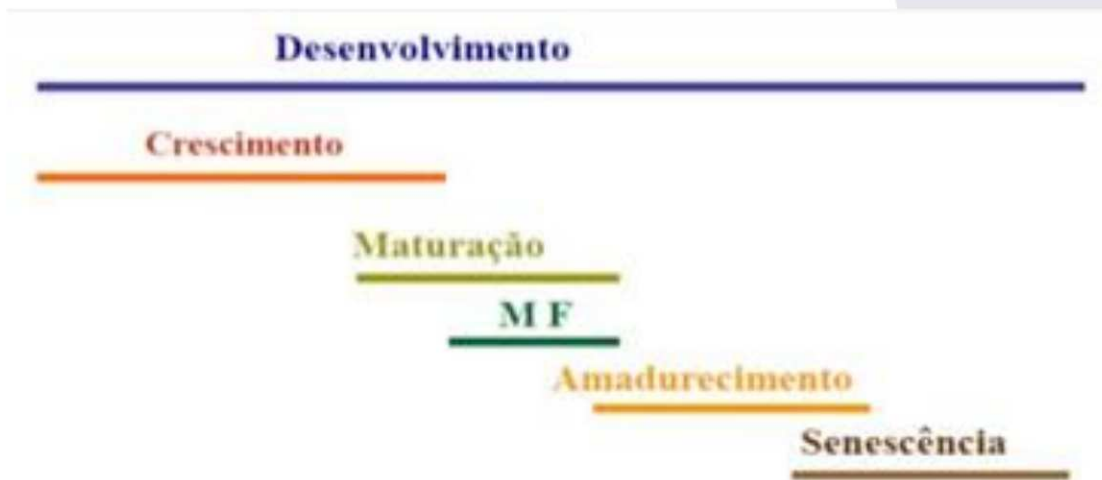 Desenvolvimento
Crescimento
Maturação
M F
Amadurecimento
Senescência